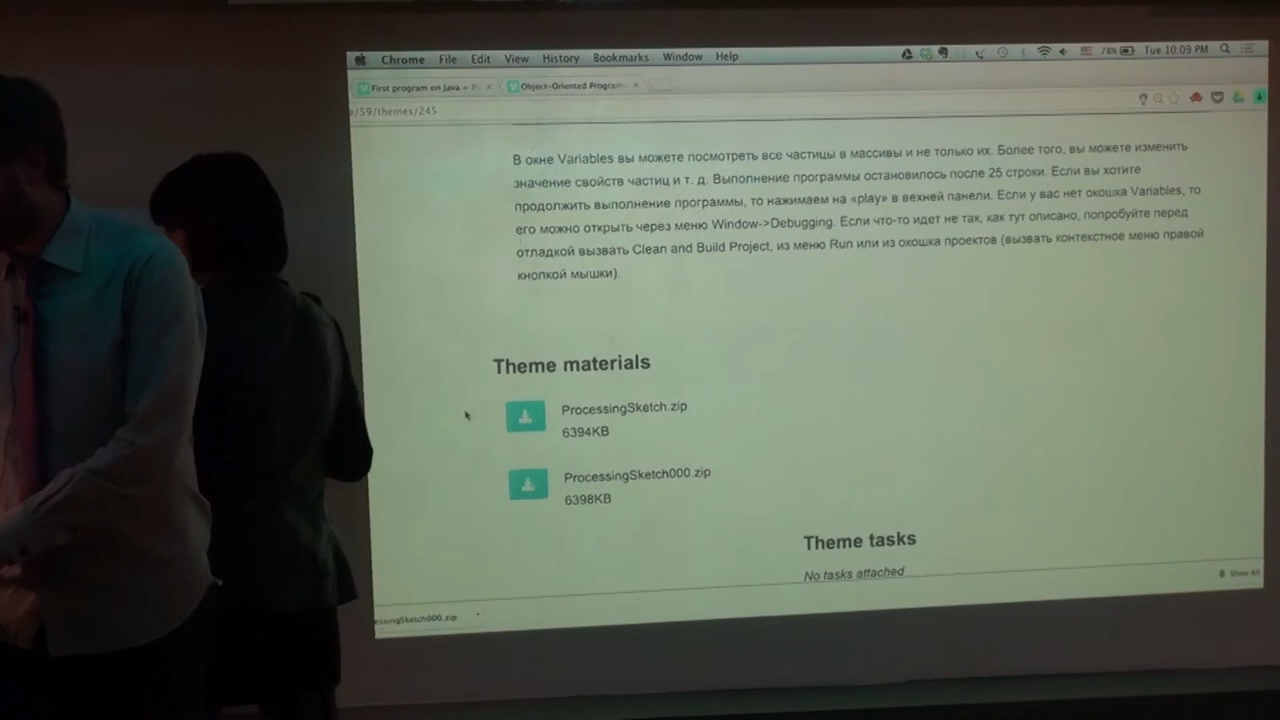 Chrome File Edit View History Bookmarks Window Help 78% Tue 10:09 PM
First program on Java + P Object-Oriented Program
e/59/themes/245
В окне Variables вы можете посмотреть все частицы в массивы и не только их. Более того, вы можете изменить
значение свойств частиц и т. д. Выполнение программы остановилось после 25 строки. Если вы хотите
продолжить выполнение программы, то нажимаем на «play» в вехней панели. Если у вас нет окошка Variables, то
его можно открыть через меню Window->Debugging. Если что-то идет не так, как тут описано, попробуйте перед
отладкой вызвать Clean and Build Project, из меню Run или из окошка проектов (вызвать контекстное меню правой
кнопкой мышки).
Theme materials
ProcessingSketch.zip
6394KB
ProcessingSketch000.zip
6398KB
Theme tasks
No tasks attached
Show All
essingSketch000.zip